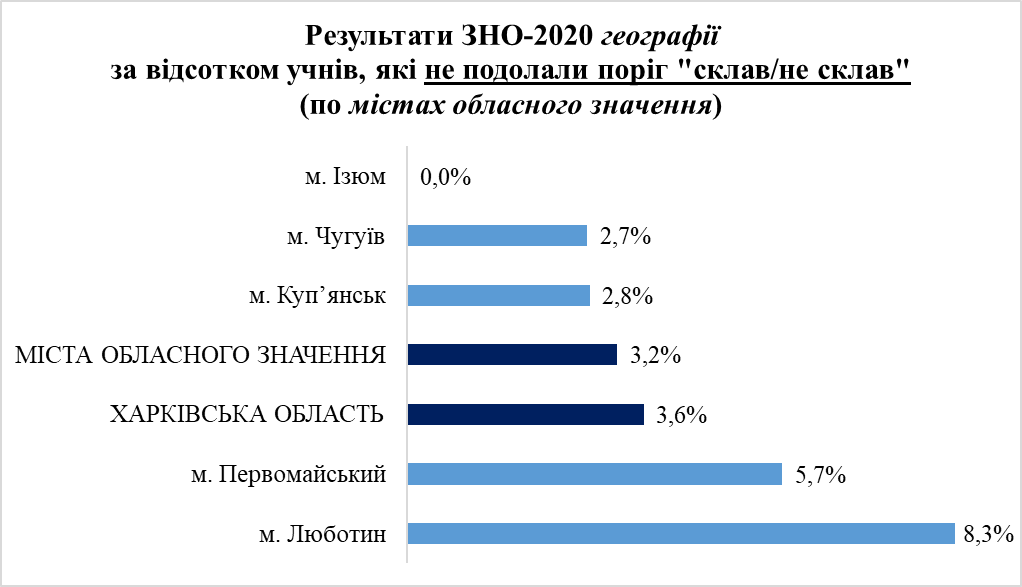 Результати ЗНО-2020 географії
за відсотком учнів, які не подолали поріг "склав/не склав"
(по містах обласного значення)
м. Ізюм 0,0%
м. Чугуїв 2,7%
м. Куп’янськ 2,8%
МІСТА ОБЛАСНОГО ЗНАЧЕННЯ 3,2%
ХАРКІВСЬКА ОБЛАСТЬ 3,6%
м. Первомайський 5,7%
м. Люботин 8,3%